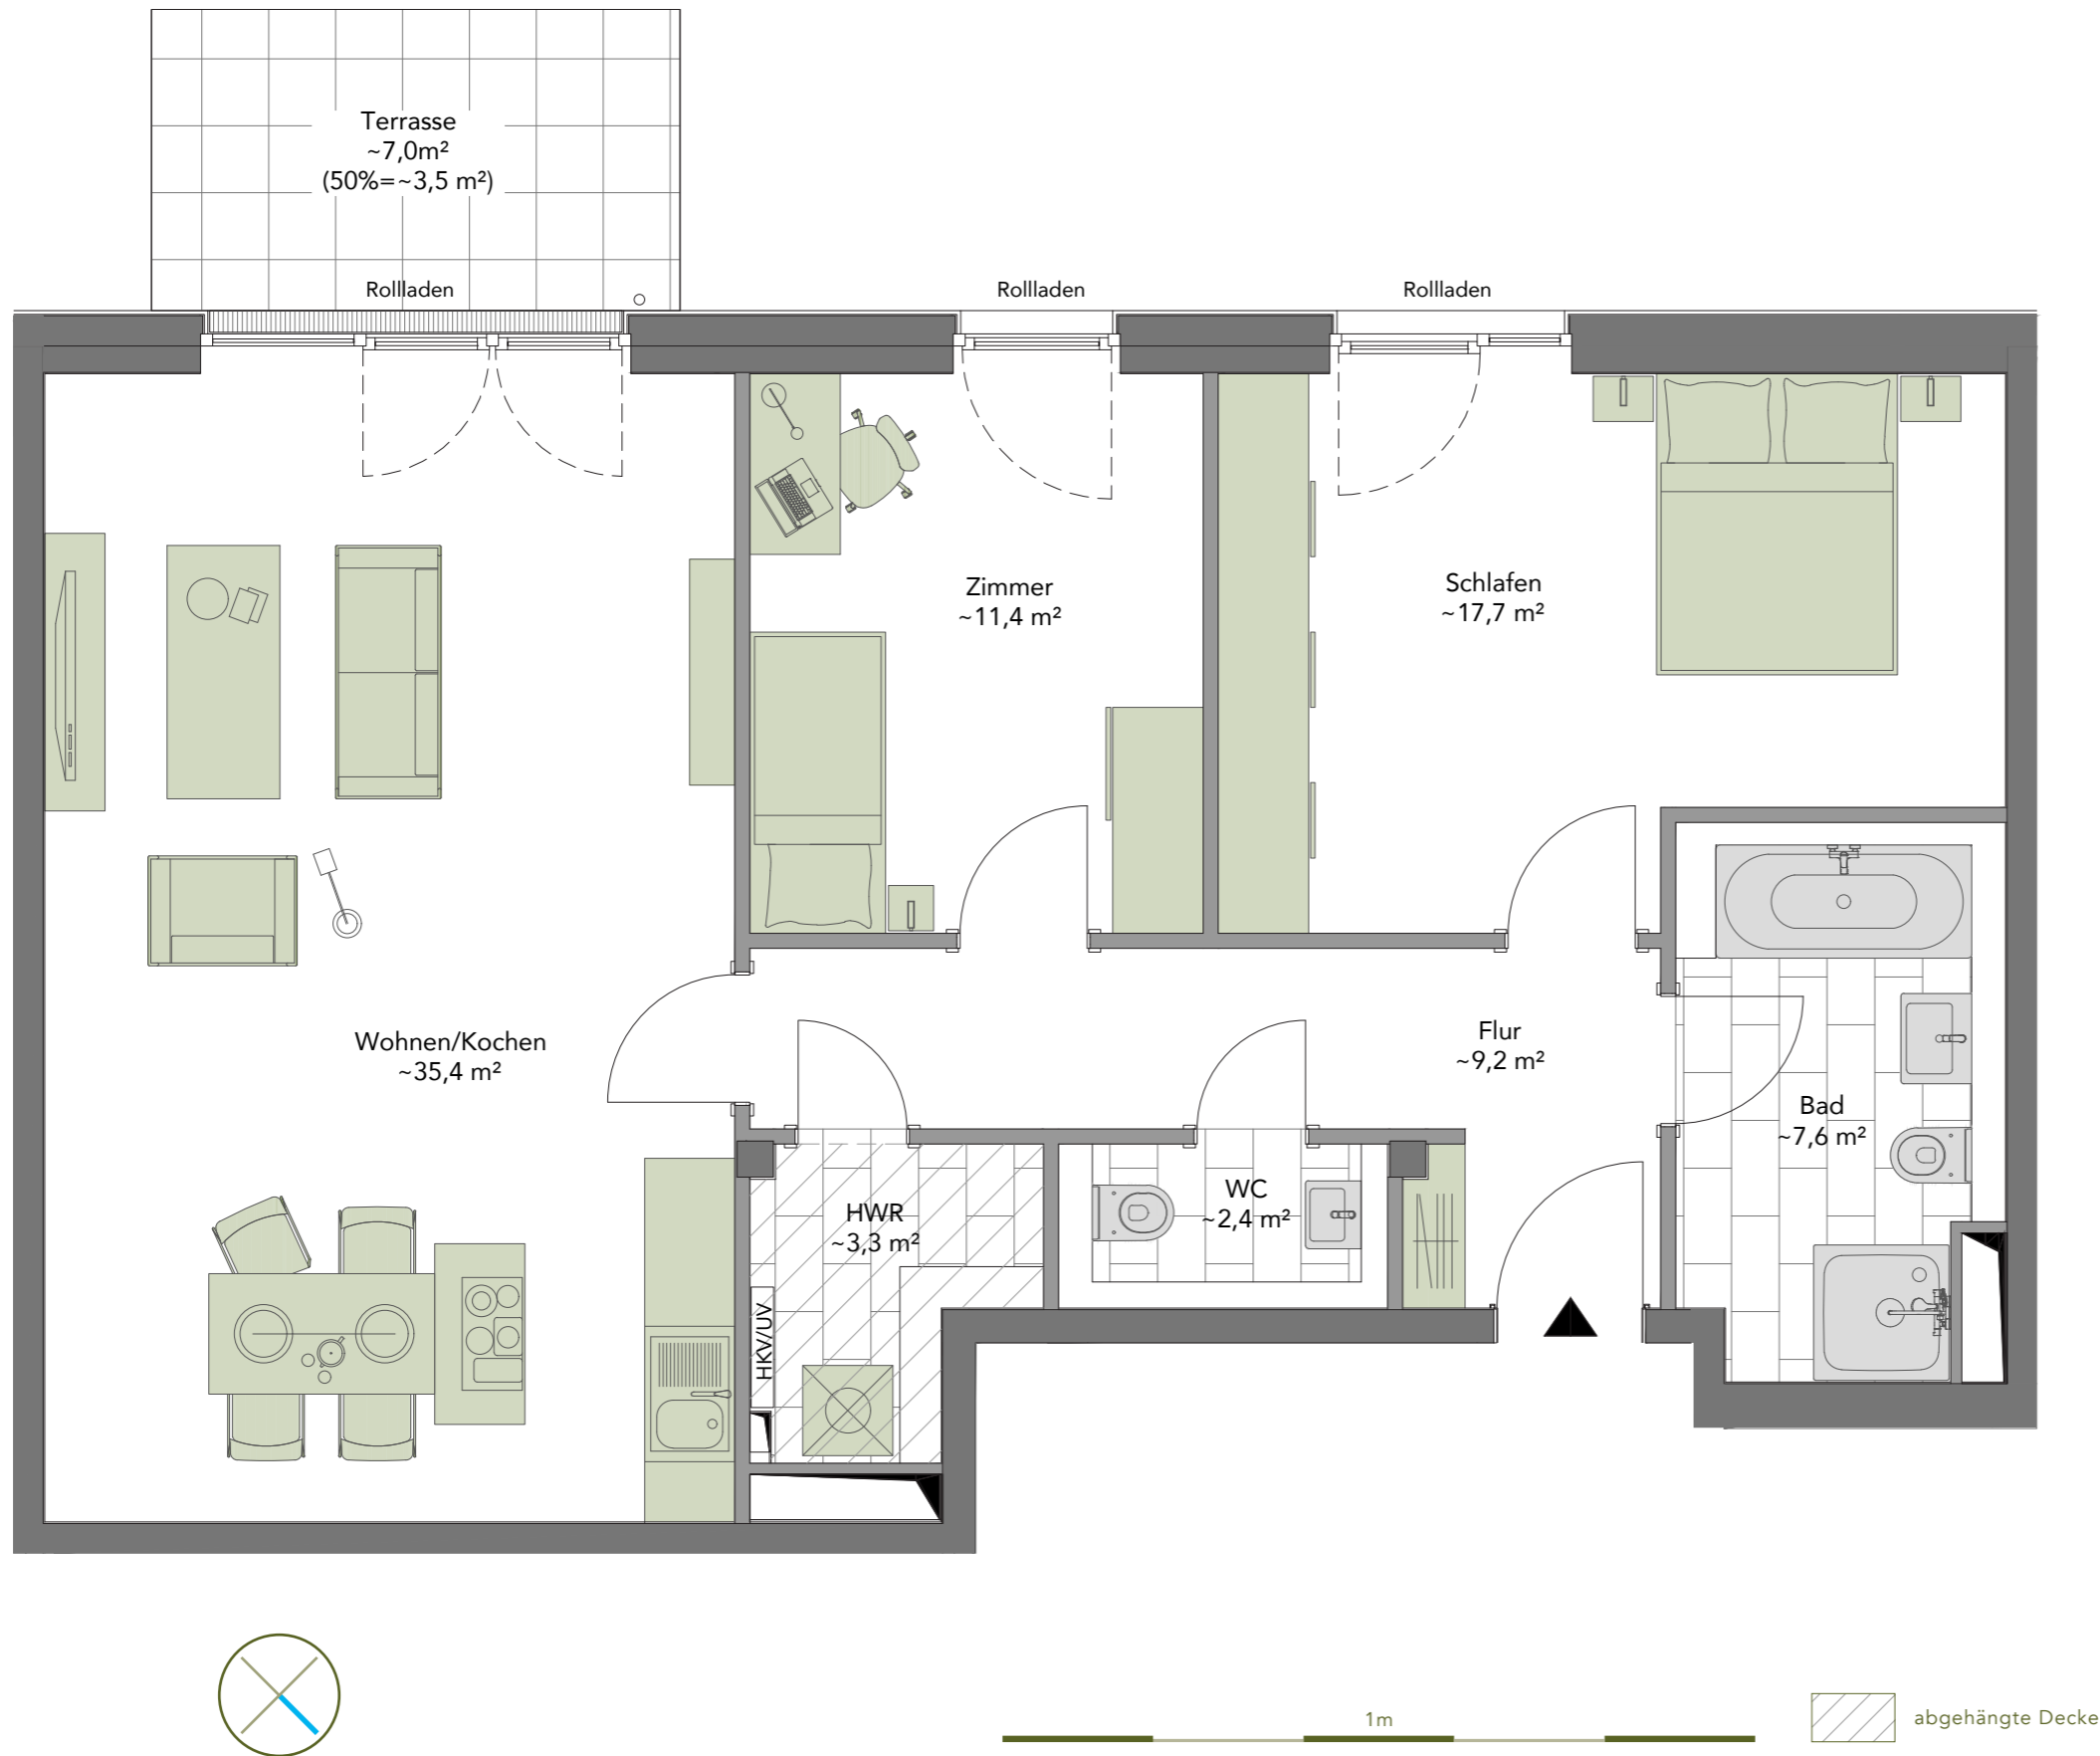 Terrasse
~7,0m²
(50%=~3,5 m²)
Rollladen
Rollladen
Rollladen
Zimmer
~11,4 m²
Schlafen
~17,7 m²
Wohnen/Kochen
~35,4 m²
Flur
~9,2 m²
Bad
~7,6 m²
WC
~2,4 m²
HWR
~3,3 m²
HKV/UV
1m
abgehängte Decke